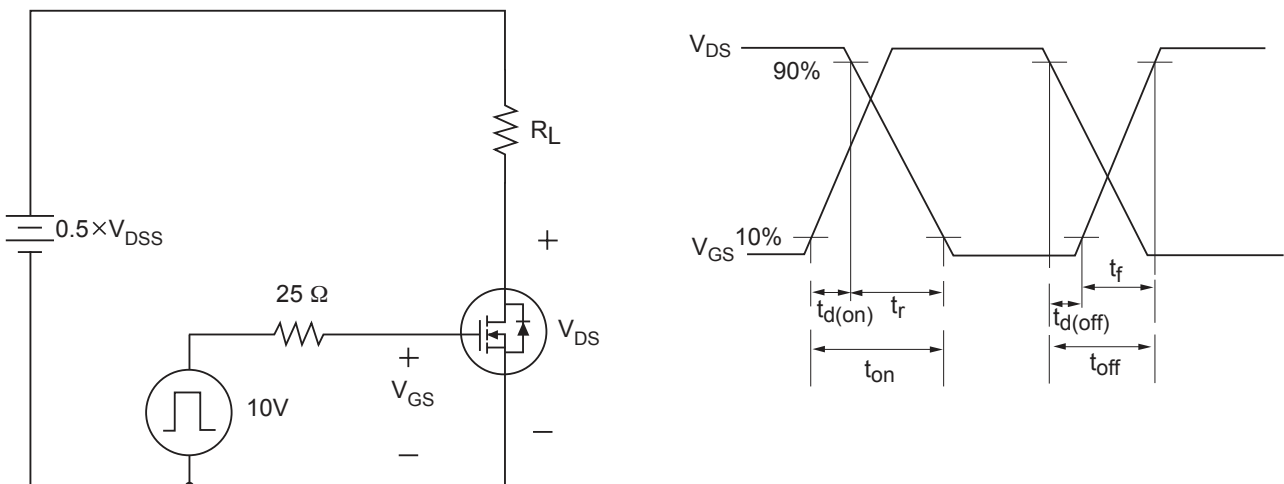 R_L
0.5×V_DSS
+
25 Ω
V_DS
+
V_GS
10V
−
−
V_DS
90%
V_GS 10%
t_d(on)
t_r
t_on
t_f
t_d(off)
t_off